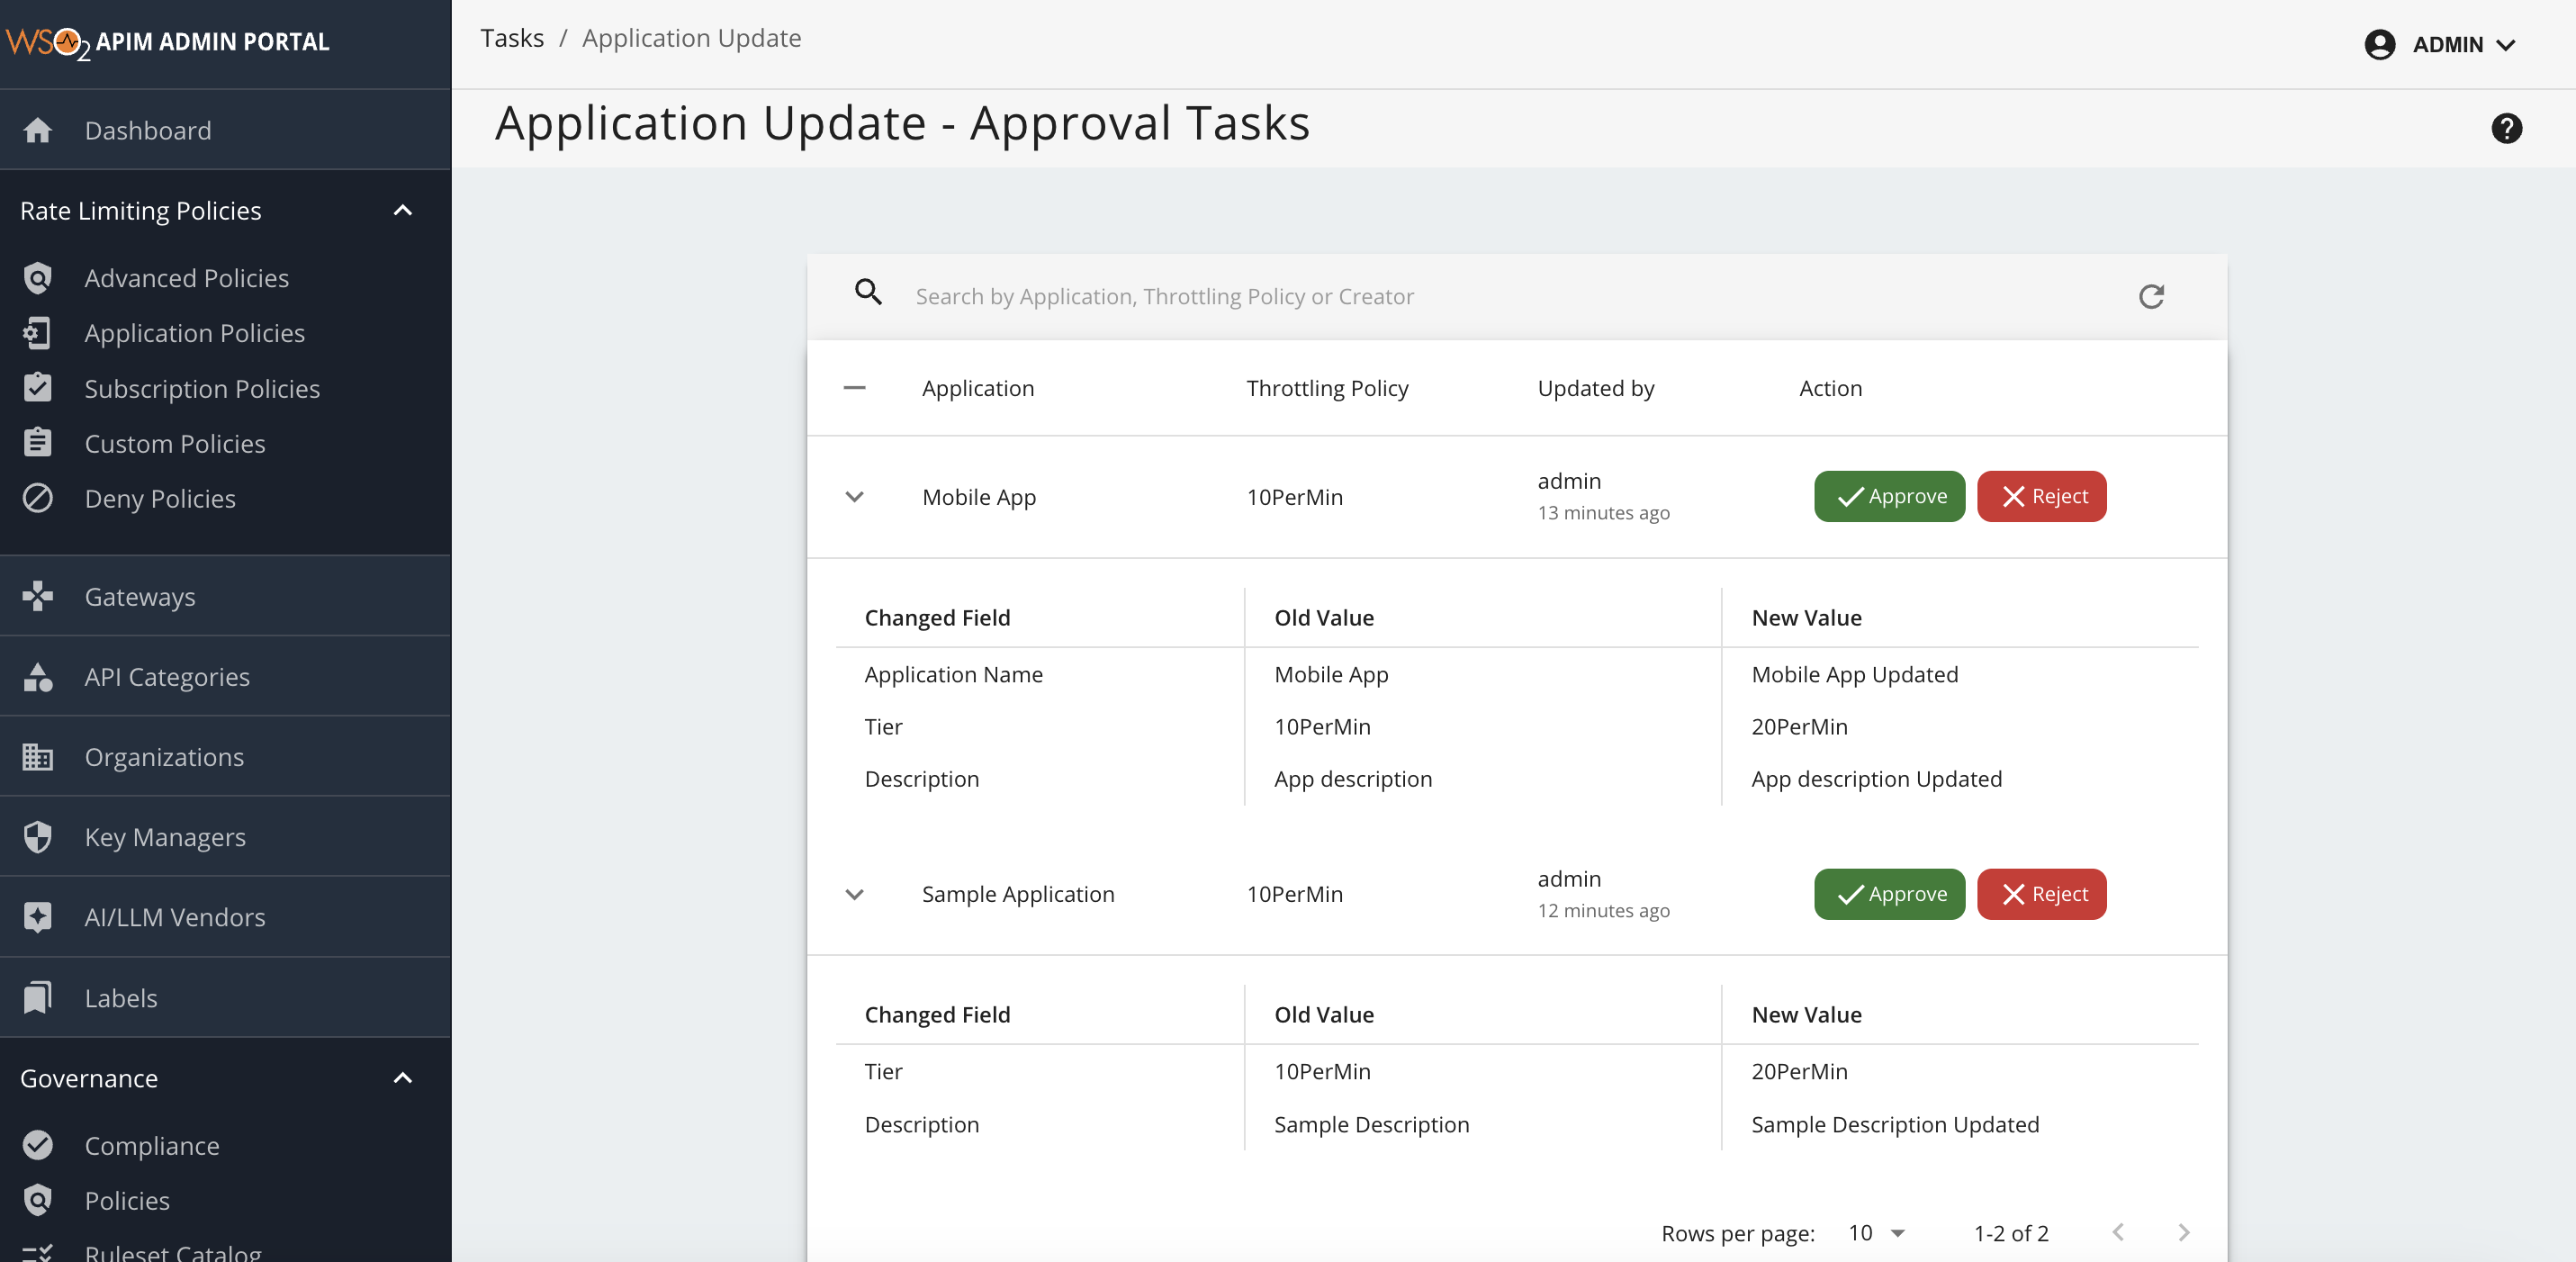 WSO2 APIM ADMIN PORTAL
Tasks / Application Update
ADMIN
Application Update - Approval Tasks
Dashboard
Rate Limiting Policies
Advanced Policies
Application Policies
Subscription Policies
Custom Policies
Deny Policies
Gateways
API Categories
Organizations
Key Managers
AI/LLM Vendors
Labels
Governance
Compliance
Policies
Ruleset Catalog
Search by Application, Throttling Policy or Creator
Application Throttling Policy Updated by Action
Mobile App 10PerMin admin Approve Reject
13 minutes ago
Changed Field Old Value New Value
Application Name Mobile App Mobile App Updated
Tier 10PerMin 20PerMin
Description App description App description Updated
Sample Application 10PerMin admin Approve Reject
12 minutes ago
Changed Field Old Value New Value
Tier 10PerMin 20PerMin
Description Sample Description Sample Description Updated
Rows per page: 10 1-2 of 2